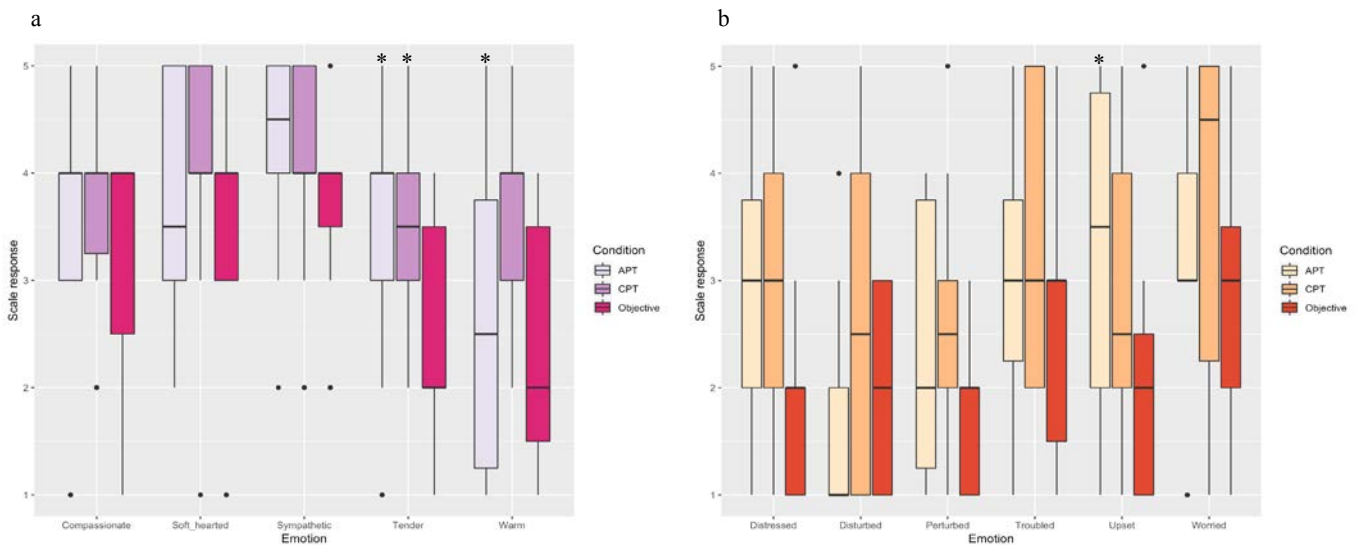 a
* * *
5
4
3
2
1
Scale response
Compassionate Soft_hearted Sympathetic Tender Warm
Emotion
Condition
APT
CPT
Objective
b
*
5
4
3
2
1
Scale response
Distressed Disturbed Perturbed Troubled Upset Worried
Emotion
Condition
APT
CPT
Objective